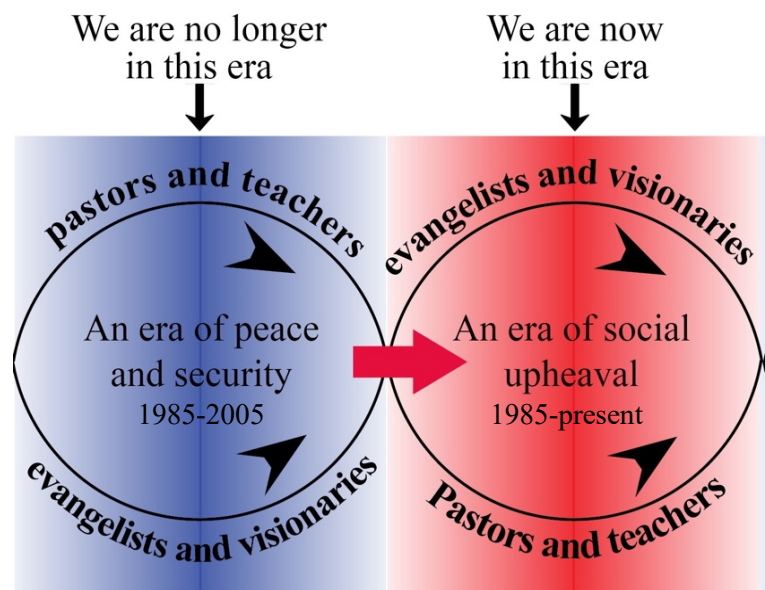 We are no longer
in this era
pastors and teachers
An era of peace
and security
1985-2005
evangelists and visionaries
We are now
in this era
evangelists and visionaries
An era of social
upheaval
1985-present
Pastors and teachers